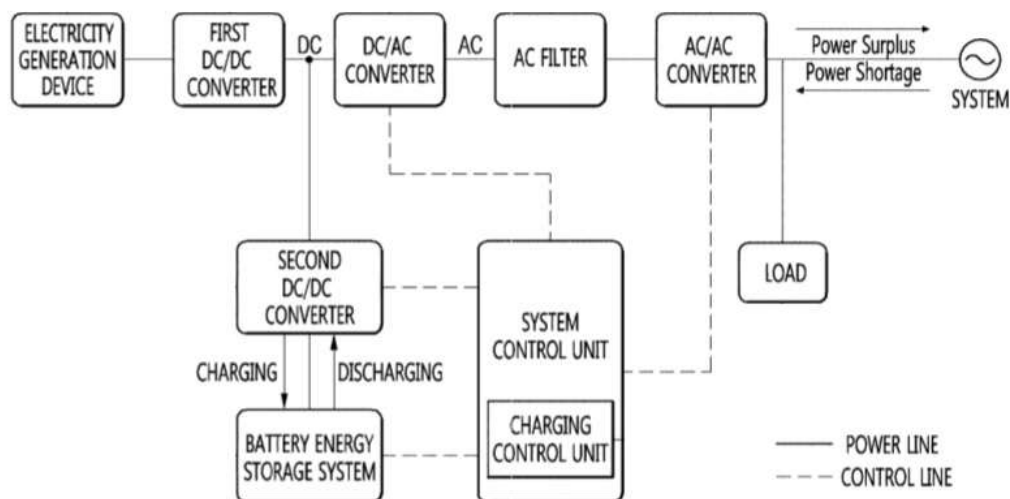 ELECTRICITY
GENERATION
DEVICE
FIRST
DC/DC
CONVERTER
DC
DC/AC
CONVERTER
AC
AC FILTER
AC/AC
CONVERTER
Power Surplus
Power Shortage
SYSTEM
SECOND
DC/DC
CONVERTER
SYSTEM
CONTROL UNIT
LOAD
CHARGING
DISCHARGING
BATTERY ENERGY
STORAGE SYSTEM
CHARGING
CONTROL UNIT
POWER LINE
CONTROL LINE